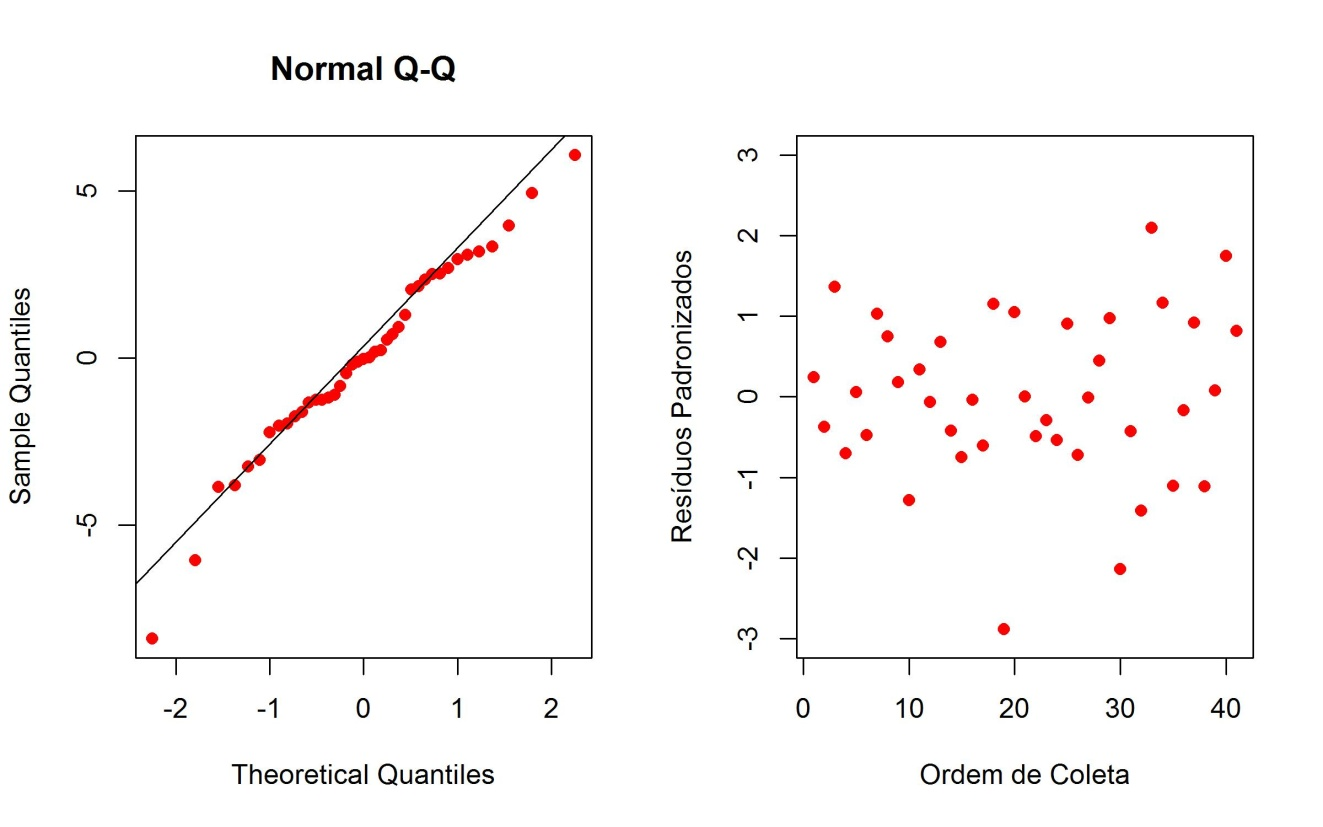 Normal Q-Q
Sample Quantiles
5
0
-5
-2 -1 0 1 2
Theoretical Quantiles
Resíduos Padronizados
3
2
1
0
-1
-2
-3
0 10 20 30 40
Ordem de Coleta